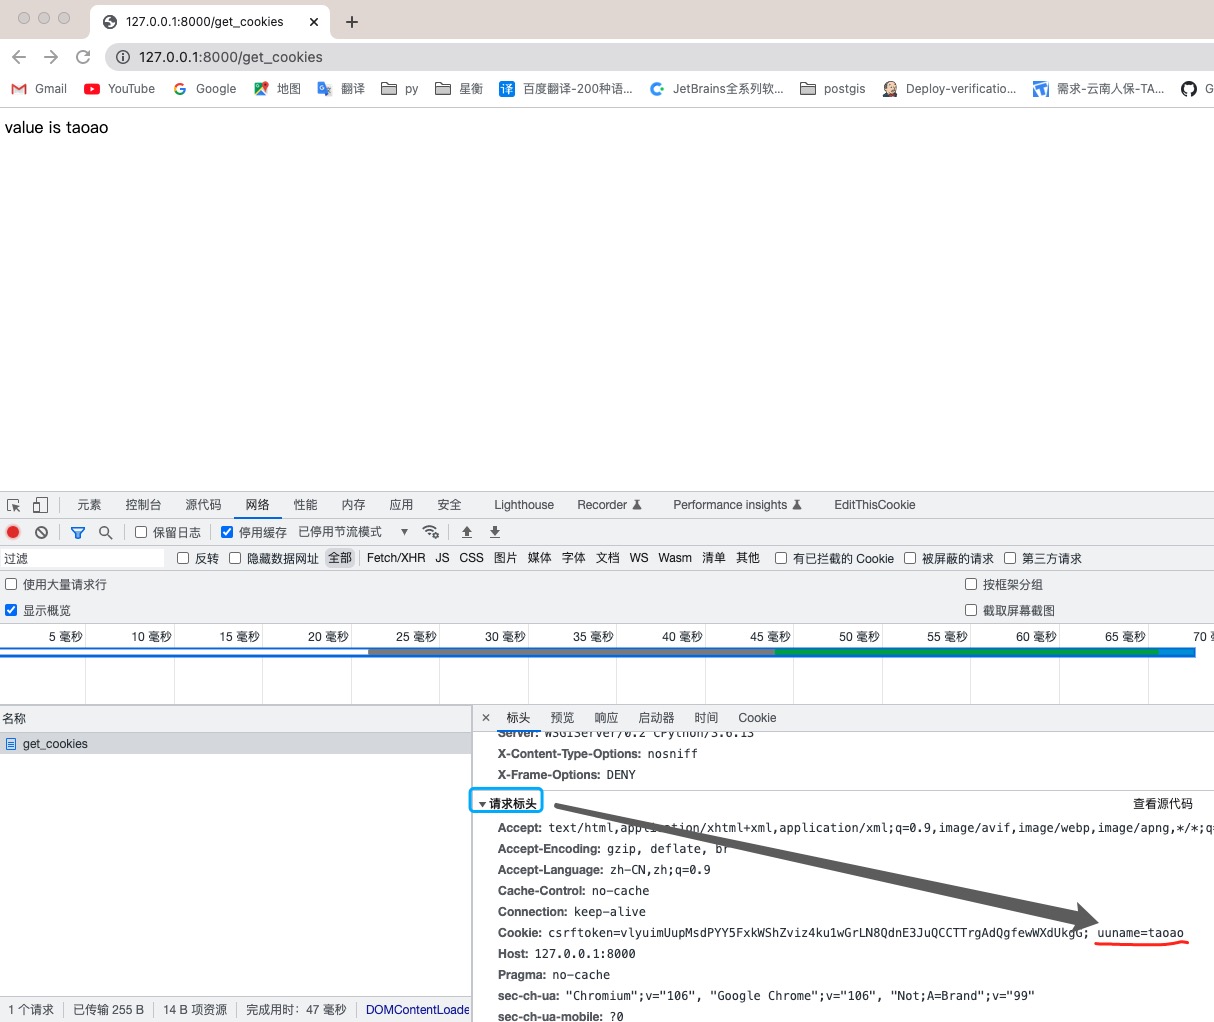 127.0.0.1:8000/get_cookies
127.0.0.1:8000/get_cookies
Gmail YouTube Google 地图 翻译 py 星衡 百度翻译-200种语... JetBrains全系列软... postgis Deploy-verificatio... 需求-云南人保-TA... G
value is taoao
元素 控制台 源代码 网络 性能 内存 应用 安全 Lighthouse Recorder Performance insights EditThisCookie
保留日志 停用缓存 已停用节流模式
过滤 反转 隐藏数据网址 全部 Fetch/XHR JS CSS 图片 媒体 字体 文档 WS Wasm 清单 其他 有已拦截的 Cookie 被屏蔽的请求 第三方请求
使用大量请求行 按框架分组
显示概览 截取屏幕截图
5 毫秒 10 毫秒 15 毫秒 20 毫秒 25 毫秒 30 毫秒 35 毫秒 40 毫秒 45 毫秒 50 毫秒 55 毫秒 60 毫秒 65 毫秒 70
名称 × 标头 预览 响应 启动器 时间 Cookie
get_cookies
Server: WSGIServer/0.2 CPython/3.6.13
X-Content-Type-Options: nosniff
X-Frame-Options: DENY
请求标头 查看源代码
Accept: text/html,application/xhtml+xml,application/xml;q=0.9,image/avif,image/webp,image/apng,*/*;q=
Accept-Encoding: gzip, deflate, br
Accept-Language: zh-CN,zh;q=0.9
Cache-Control: no-cache
Connection: keep-alive
Cookie: csrftoken=vlyuimUupMsdPYY5FxkWShZviz4ku1wGrLN8QdnE3JuQCCTTrgAdQgfewWXdUkgG; uuname=taoao
Host: 127.0.0.1:8000
Pragma: no-cache
sec-ch-ua: "Chromium";v="106", "Google Chrome";v="106", "Not;A=Brand";v="99"
sec-ch-ua-mobile: ?0
1 个请求 已传输 255 B 14 B 项资源 完成用时：47 毫秒 DOMContentLoade